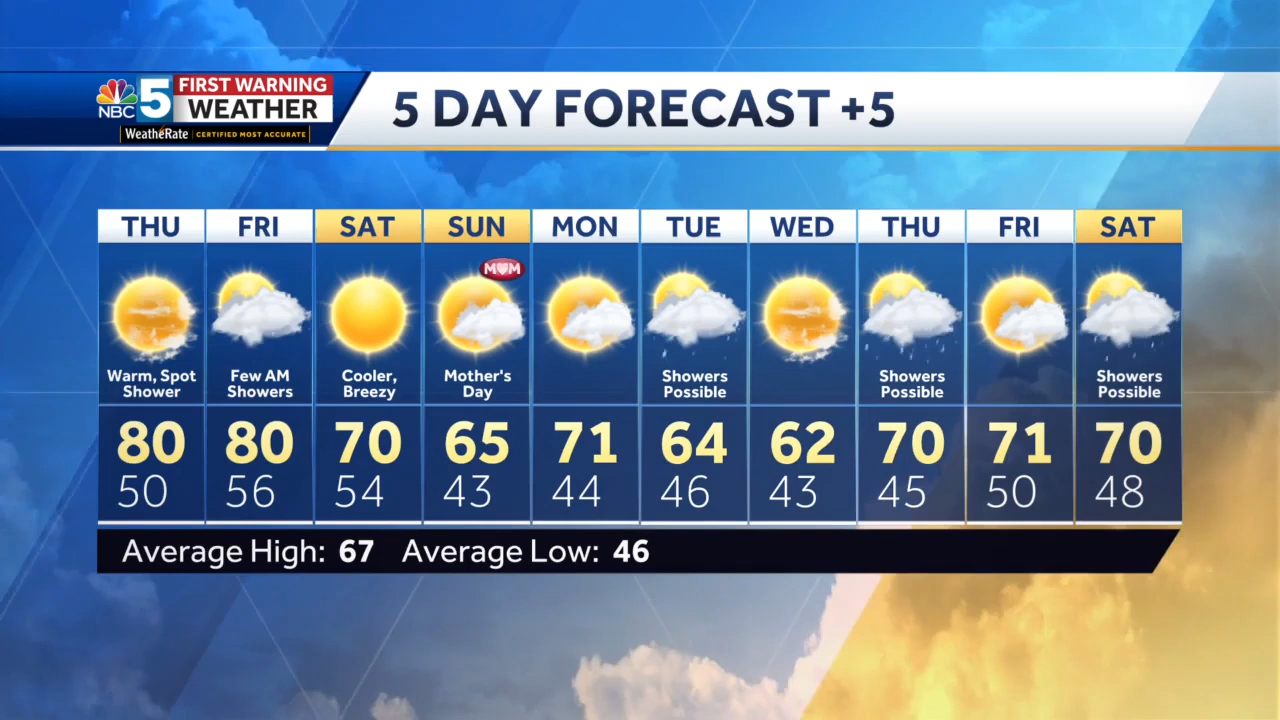 NBC 5 FIRST WARNING WEATHER
WeatheRate CERTIFIED MOST ACCURATE
5 DAY FORECAST +5
THU FRI SAT SUN MON TUE WED THU FRI SAT
MOM
Warm, Spot Shower
Few AM Showers
Cooler, Breezy
Mother's Day
Showers Possible
Showers Possible
Showers Possible
80 80 70 65 71 64 62 70 71 70
50 56 54 43 44 46 43 45 50 48
Average High: 67 Average Low: 46